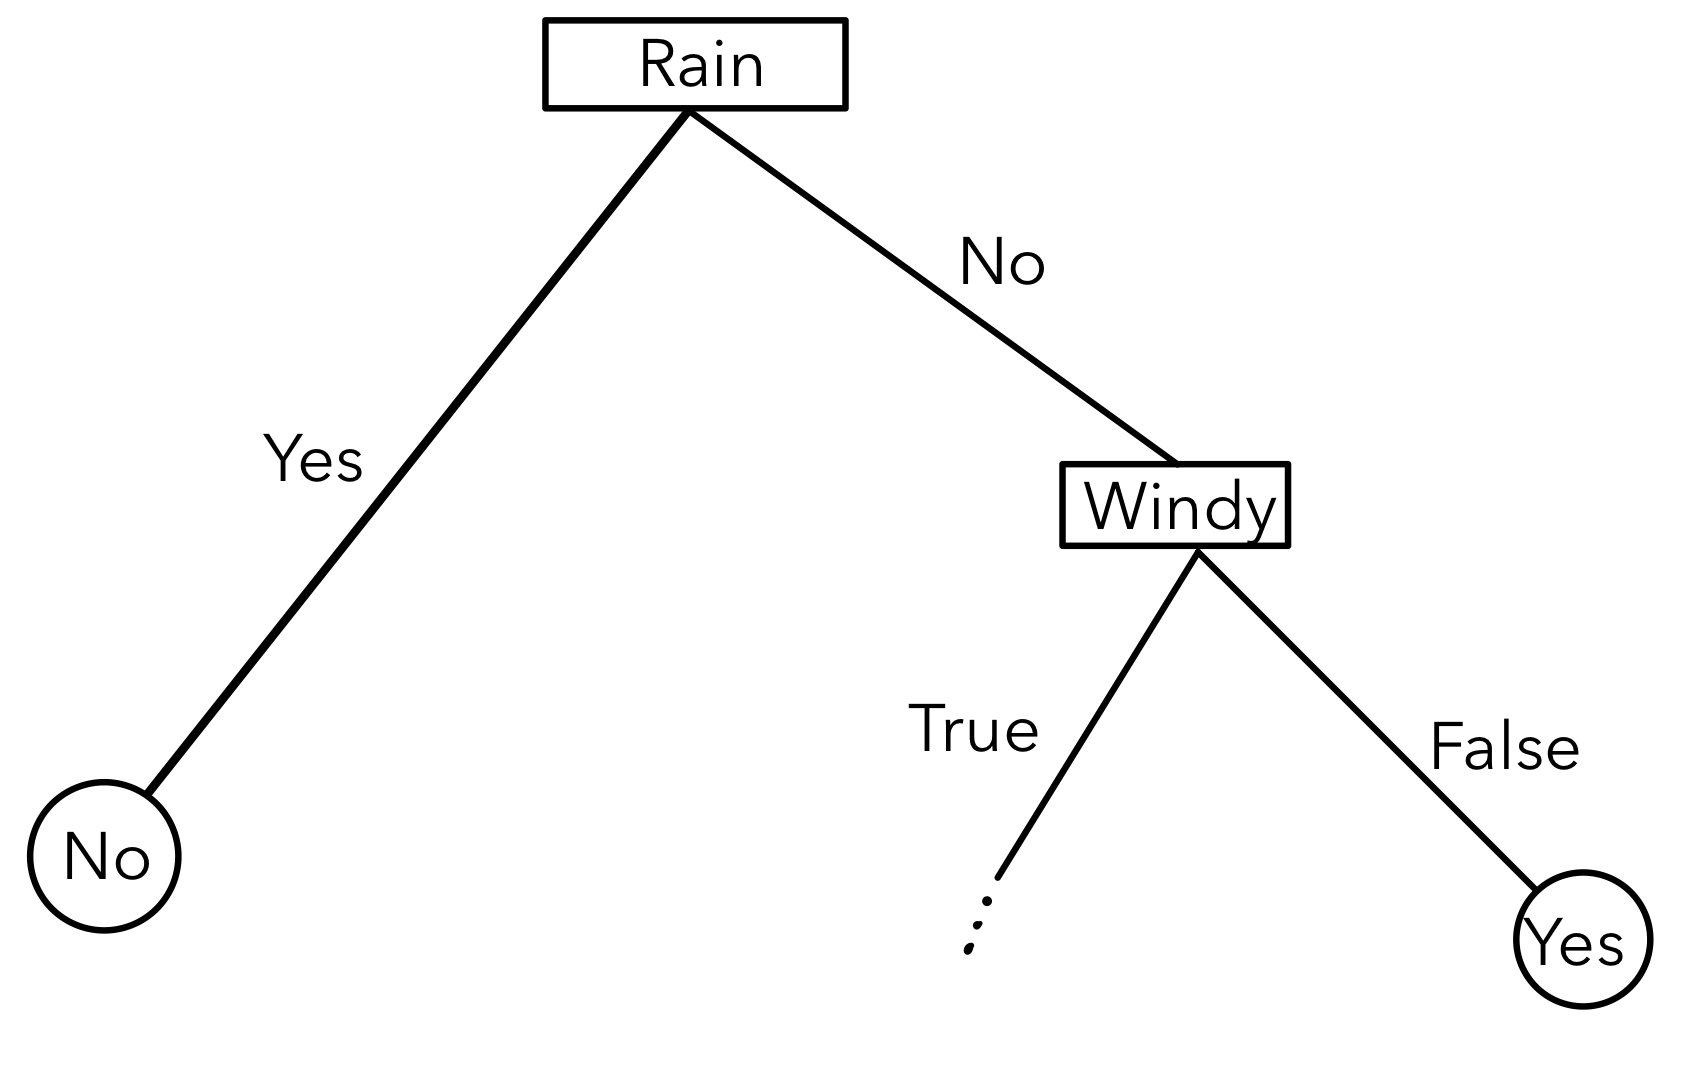 Rain
No
Yes
Windy
True
False
No
Yes